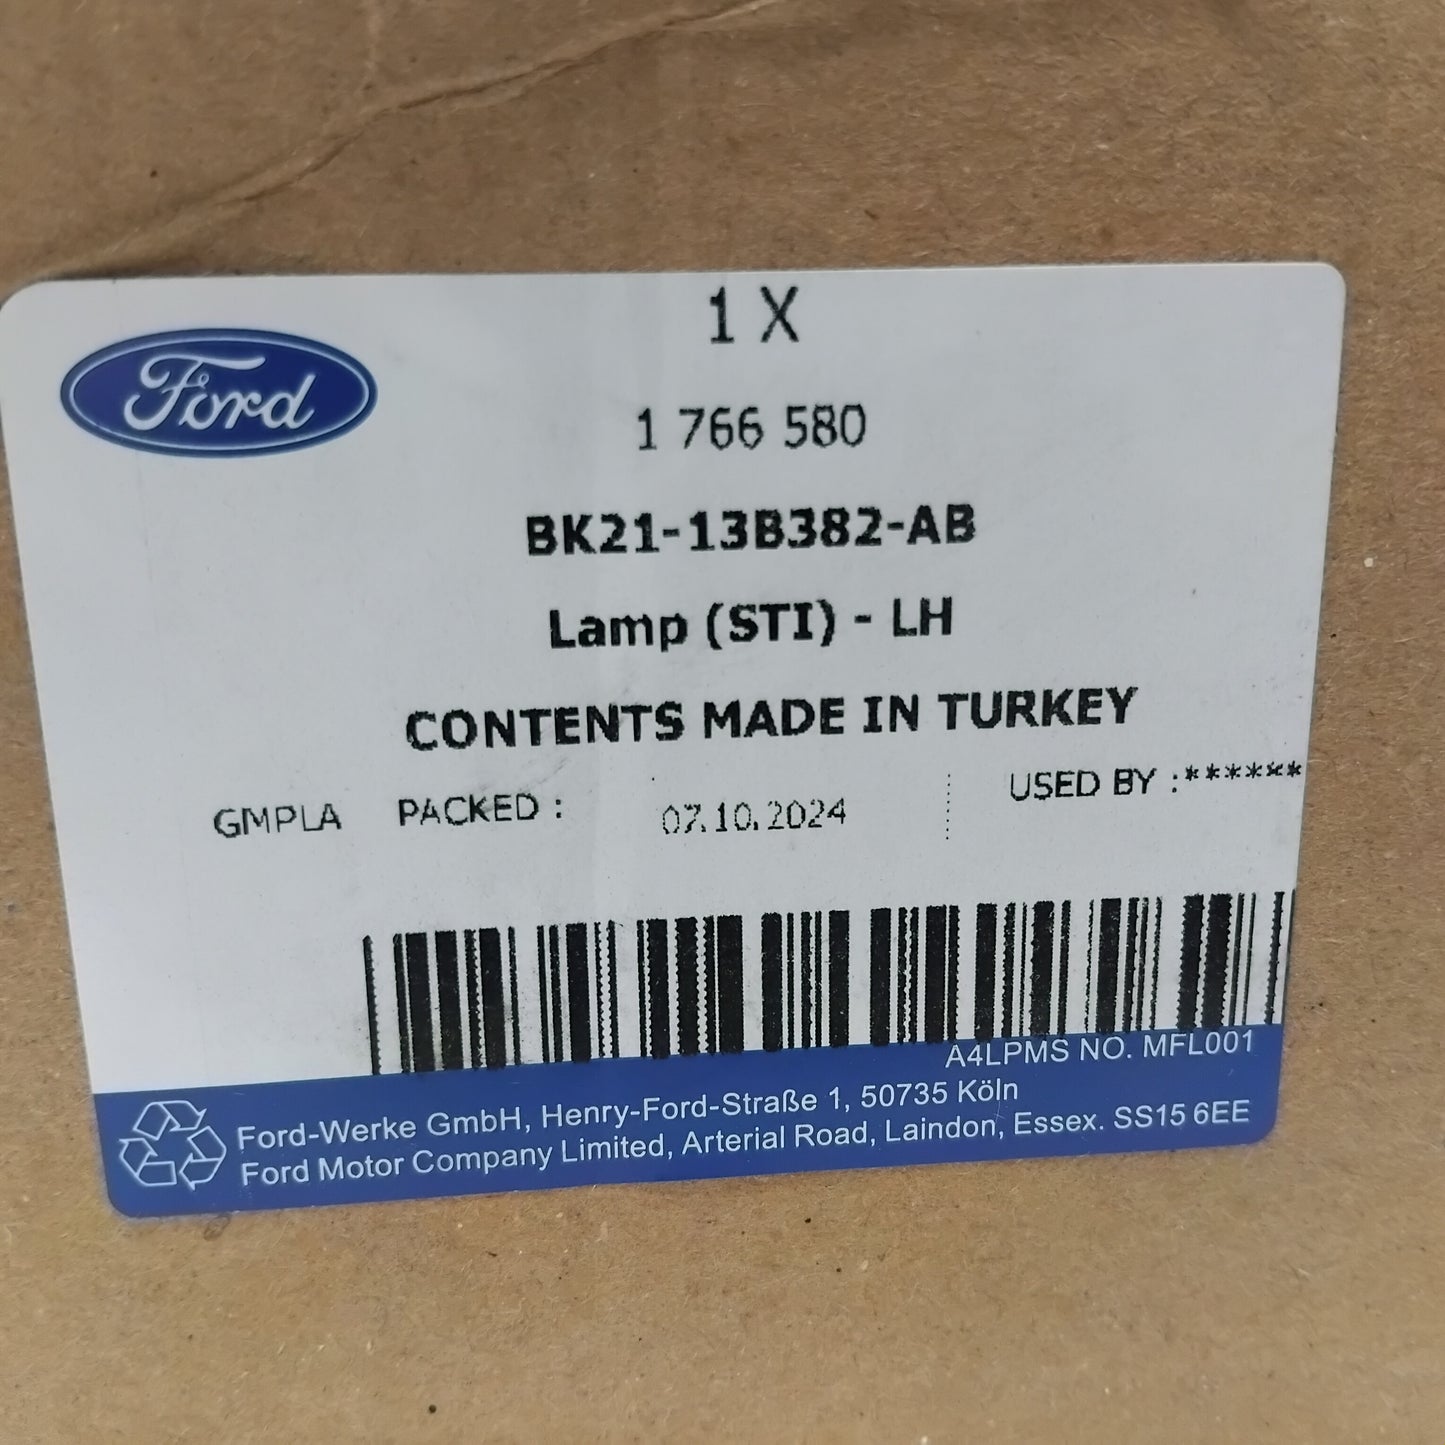 1 X
Ford
1 766 580
BK21-13B382-AB
Lamp (STI) - LH
CONTENTS MADE IN TURKEY
GMPLA PACKED : 07.10.2024 USED BY :******
A4LPMS NO. MFL001
Ford-Werke GmbH, Henry-Ford-Straße 1, 50735 Köln
Ford Motor Company Limited, Arterial Road, Laindon, Essex. SS15 6EE